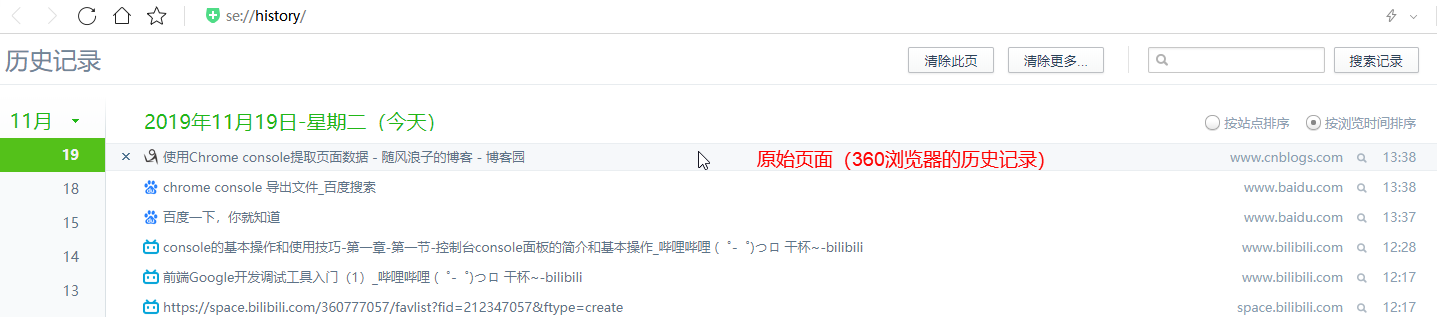 se://history/
历史记录 清除此页 清除更多... 搜索记录
11月 2019年11月19日-星期二（今天） 按站点排序 按浏览时间排序
19 使用Chrome console提取页面数据 - 随风浪子的博客 - 博客园 原始页面（360浏览器的历史记录） www.cnblogs.com 13:38
18 chrome console 导出文件_百度搜索 www.baidu.com 13:38
15 百度一下，你就知道 www.baidu.com 13:37
14 console的基本操作和使用技巧-第一章-第一节-控制台console面板的简介和基本操作_哔哩哔哩 (゜-゜)つロ 干杯~-bilibili www.bilibili.com 12:28
13 前端Google开发调试工具入门（1）_哔哩哔哩 (゜-゜)つロ 干杯~-bilibili www.bilibili.com 12:17
https://space.bilibili.com/360777057/favlist?fid=212347057&ftype=create space.bilibili.com 12:17